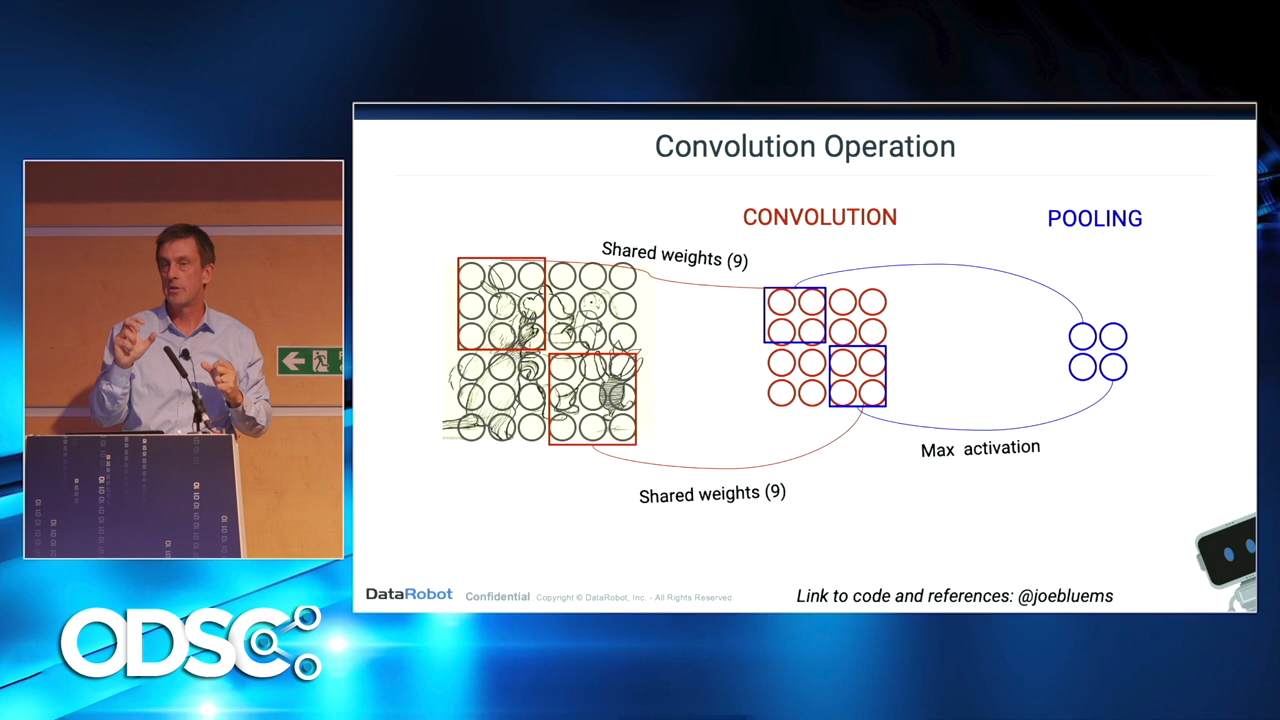 Convolution Operation
CONVOLUTION
POOLING
Shared weights (9)
Max activation
Shared weights (9)
DataRobot Confidential Copyright © DataRobot, Inc. - All Rights Reserved
Link to code and references: @joebluems
ODSC